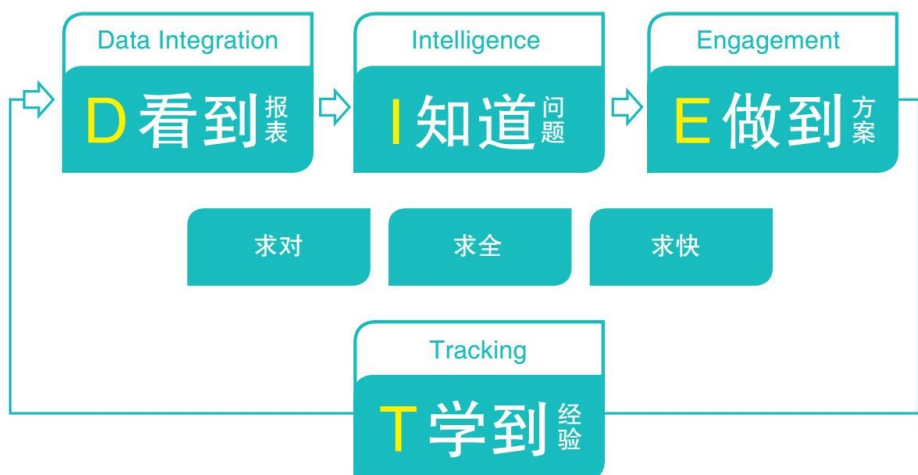 Data Integration
D看到报表
Intelligence
I知道问题
Engagement
E做到方案
求对
求全
求快
Tracking
T学到经验